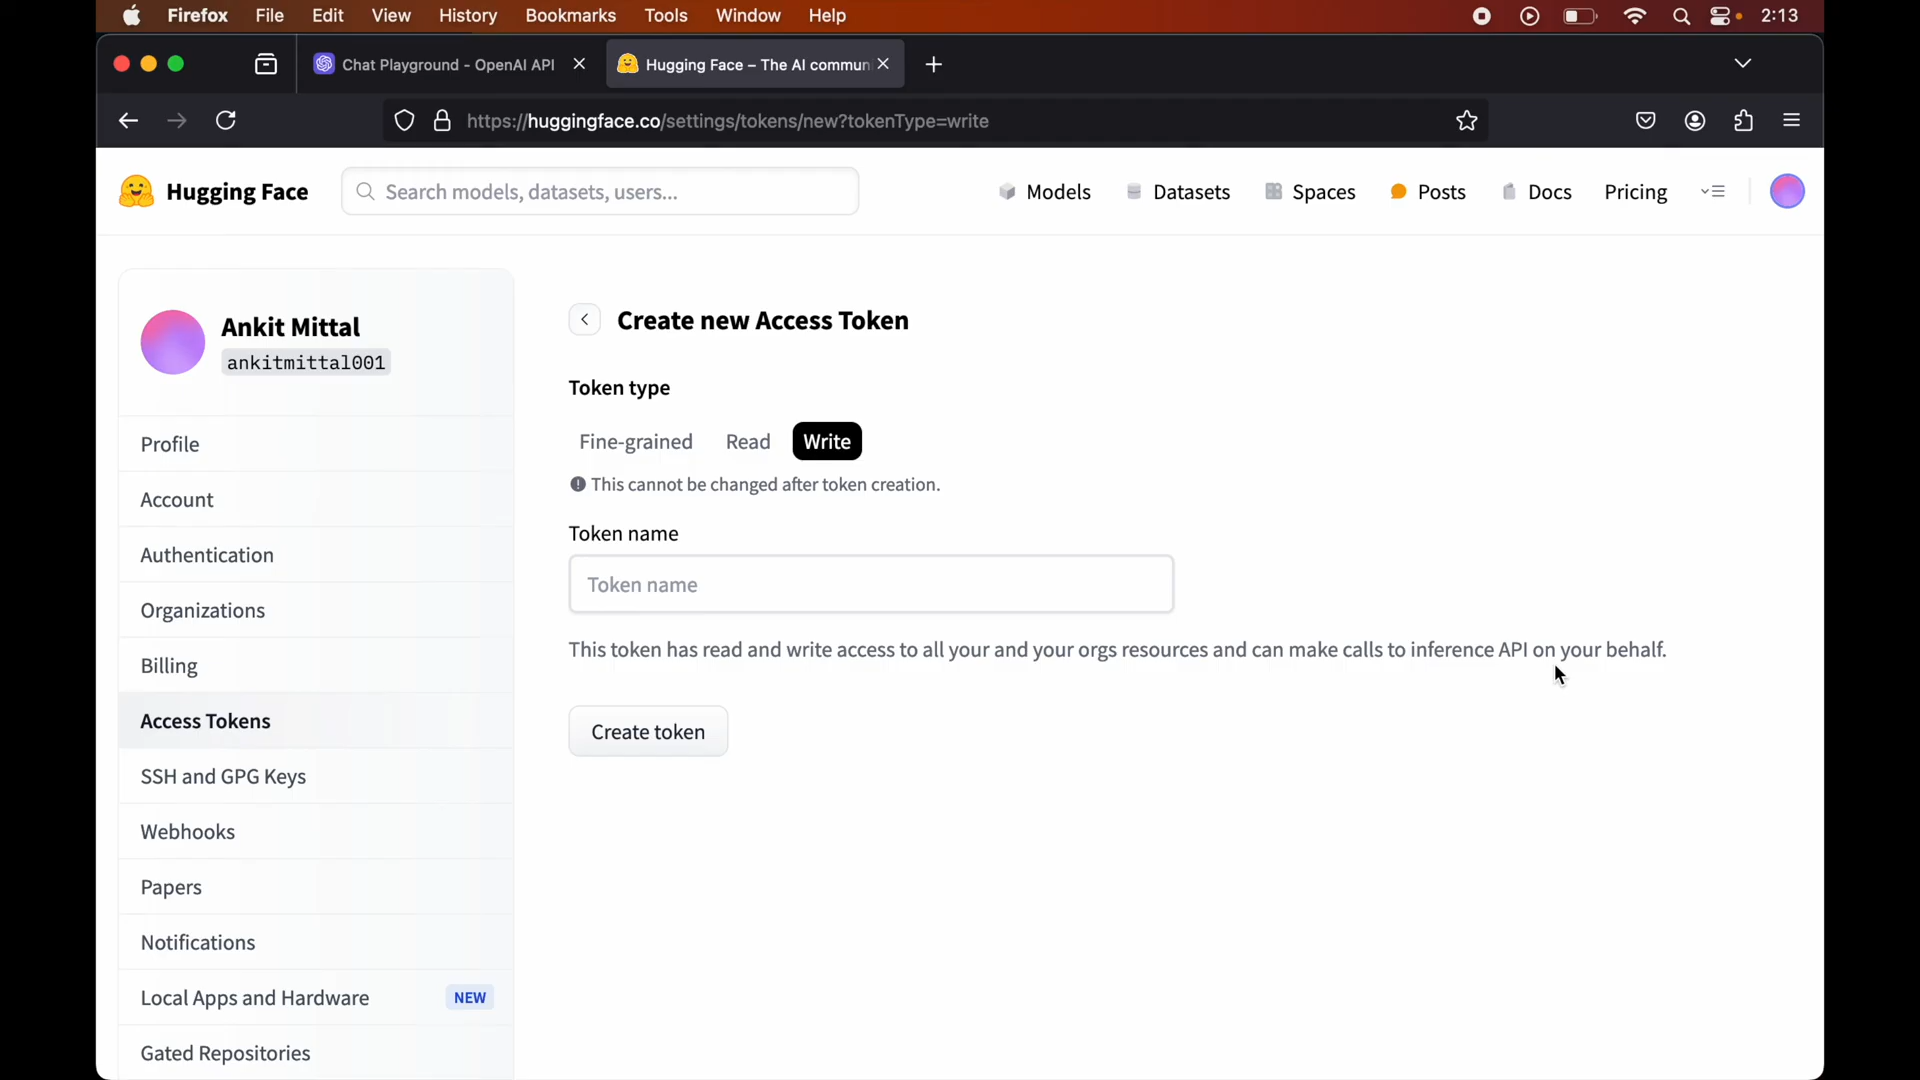 Firefox File Edit View History Bookmarks Tools Window Help 2:13
Chat Playground - OpenAI API Hugging Face – The AI commun
https://huggingface.co/settings/tokens/new?tokenType=write
Hugging Face Search models, datasets, users... Models Datasets Spaces Posts Docs Pricing
Ankit Mittal
ankitmittal001
Profile
Account
Authentication
Organizations
Billing
Access Tokens
SSH and GPG Keys
Webhooks
Papers
Notifications
Local Apps and Hardware NEW
Gated Repositories
Create new Access Token
Token type
Fine-grained Read Write
This cannot be changed after token creation.
Token name
Token name
This token has read and write access to all your and your orgs resources and can make calls to inference API on your behalf.
Create token